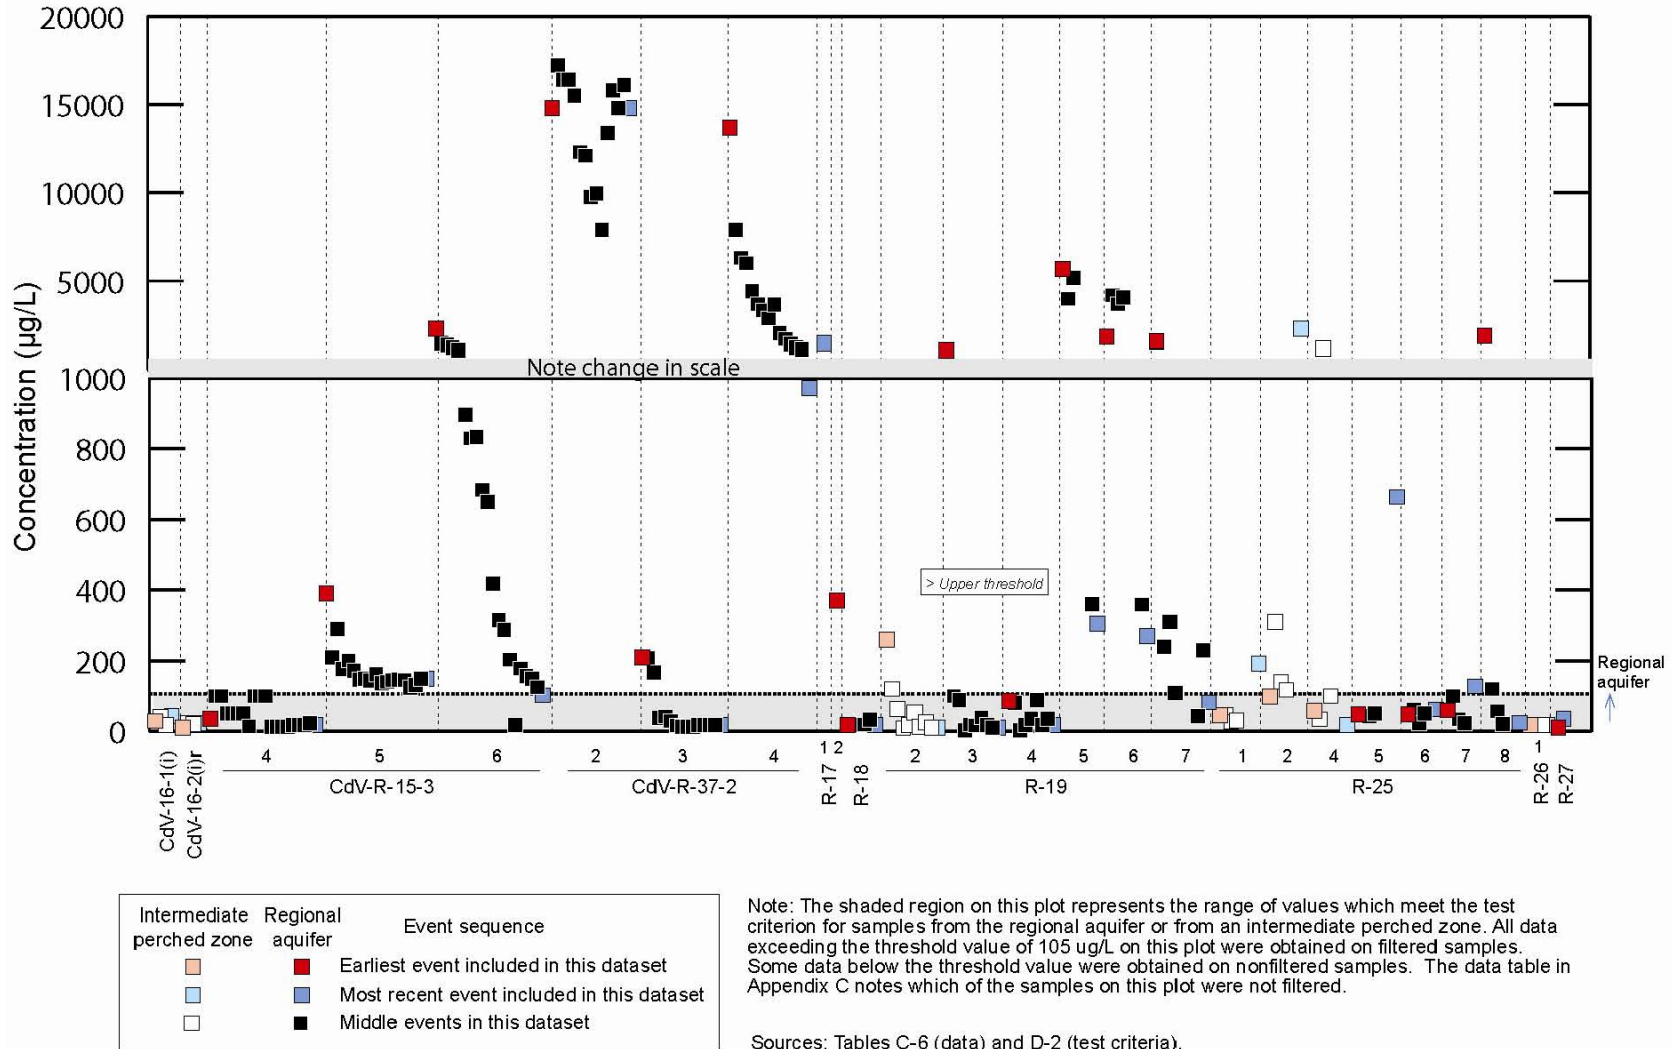 20000
15000
10000
5000
Note change in scale
1000
800
600
400
200
0
Concentration (µg/L)
> Upper threshold
Regional
aquifer
4 5 6 2 3 4 1 2 2 3 4 5 6 7 1 2 4 5 6 7 8 1
CdV-16-1(i)
CdV-16-2(i)r
CdV-R-15-3
CdV-R-37-2
R-17
R-18
R-19
R-25
R-26
R-27
Intermediate perched zone
Regional aquifer
Event sequence
Earliest event included in this dataset
Most recent event included in this dataset
Middle events in this dataset
Note: The shaded region on this plot represents the range of values which meet the test
criterion for samples from the regional aquifer or from an intermediate perched zone. All data
exceeding the threshold value of 105 ug/L on this plot were obtained on filtered samples.
Some data below the threshold value were obtained on nonfiltered samples. The data table in
Appendix C notes which of the samples on this plot were not filtered.
Sources: Tables C-6 (data) and D-2 (test criteria).